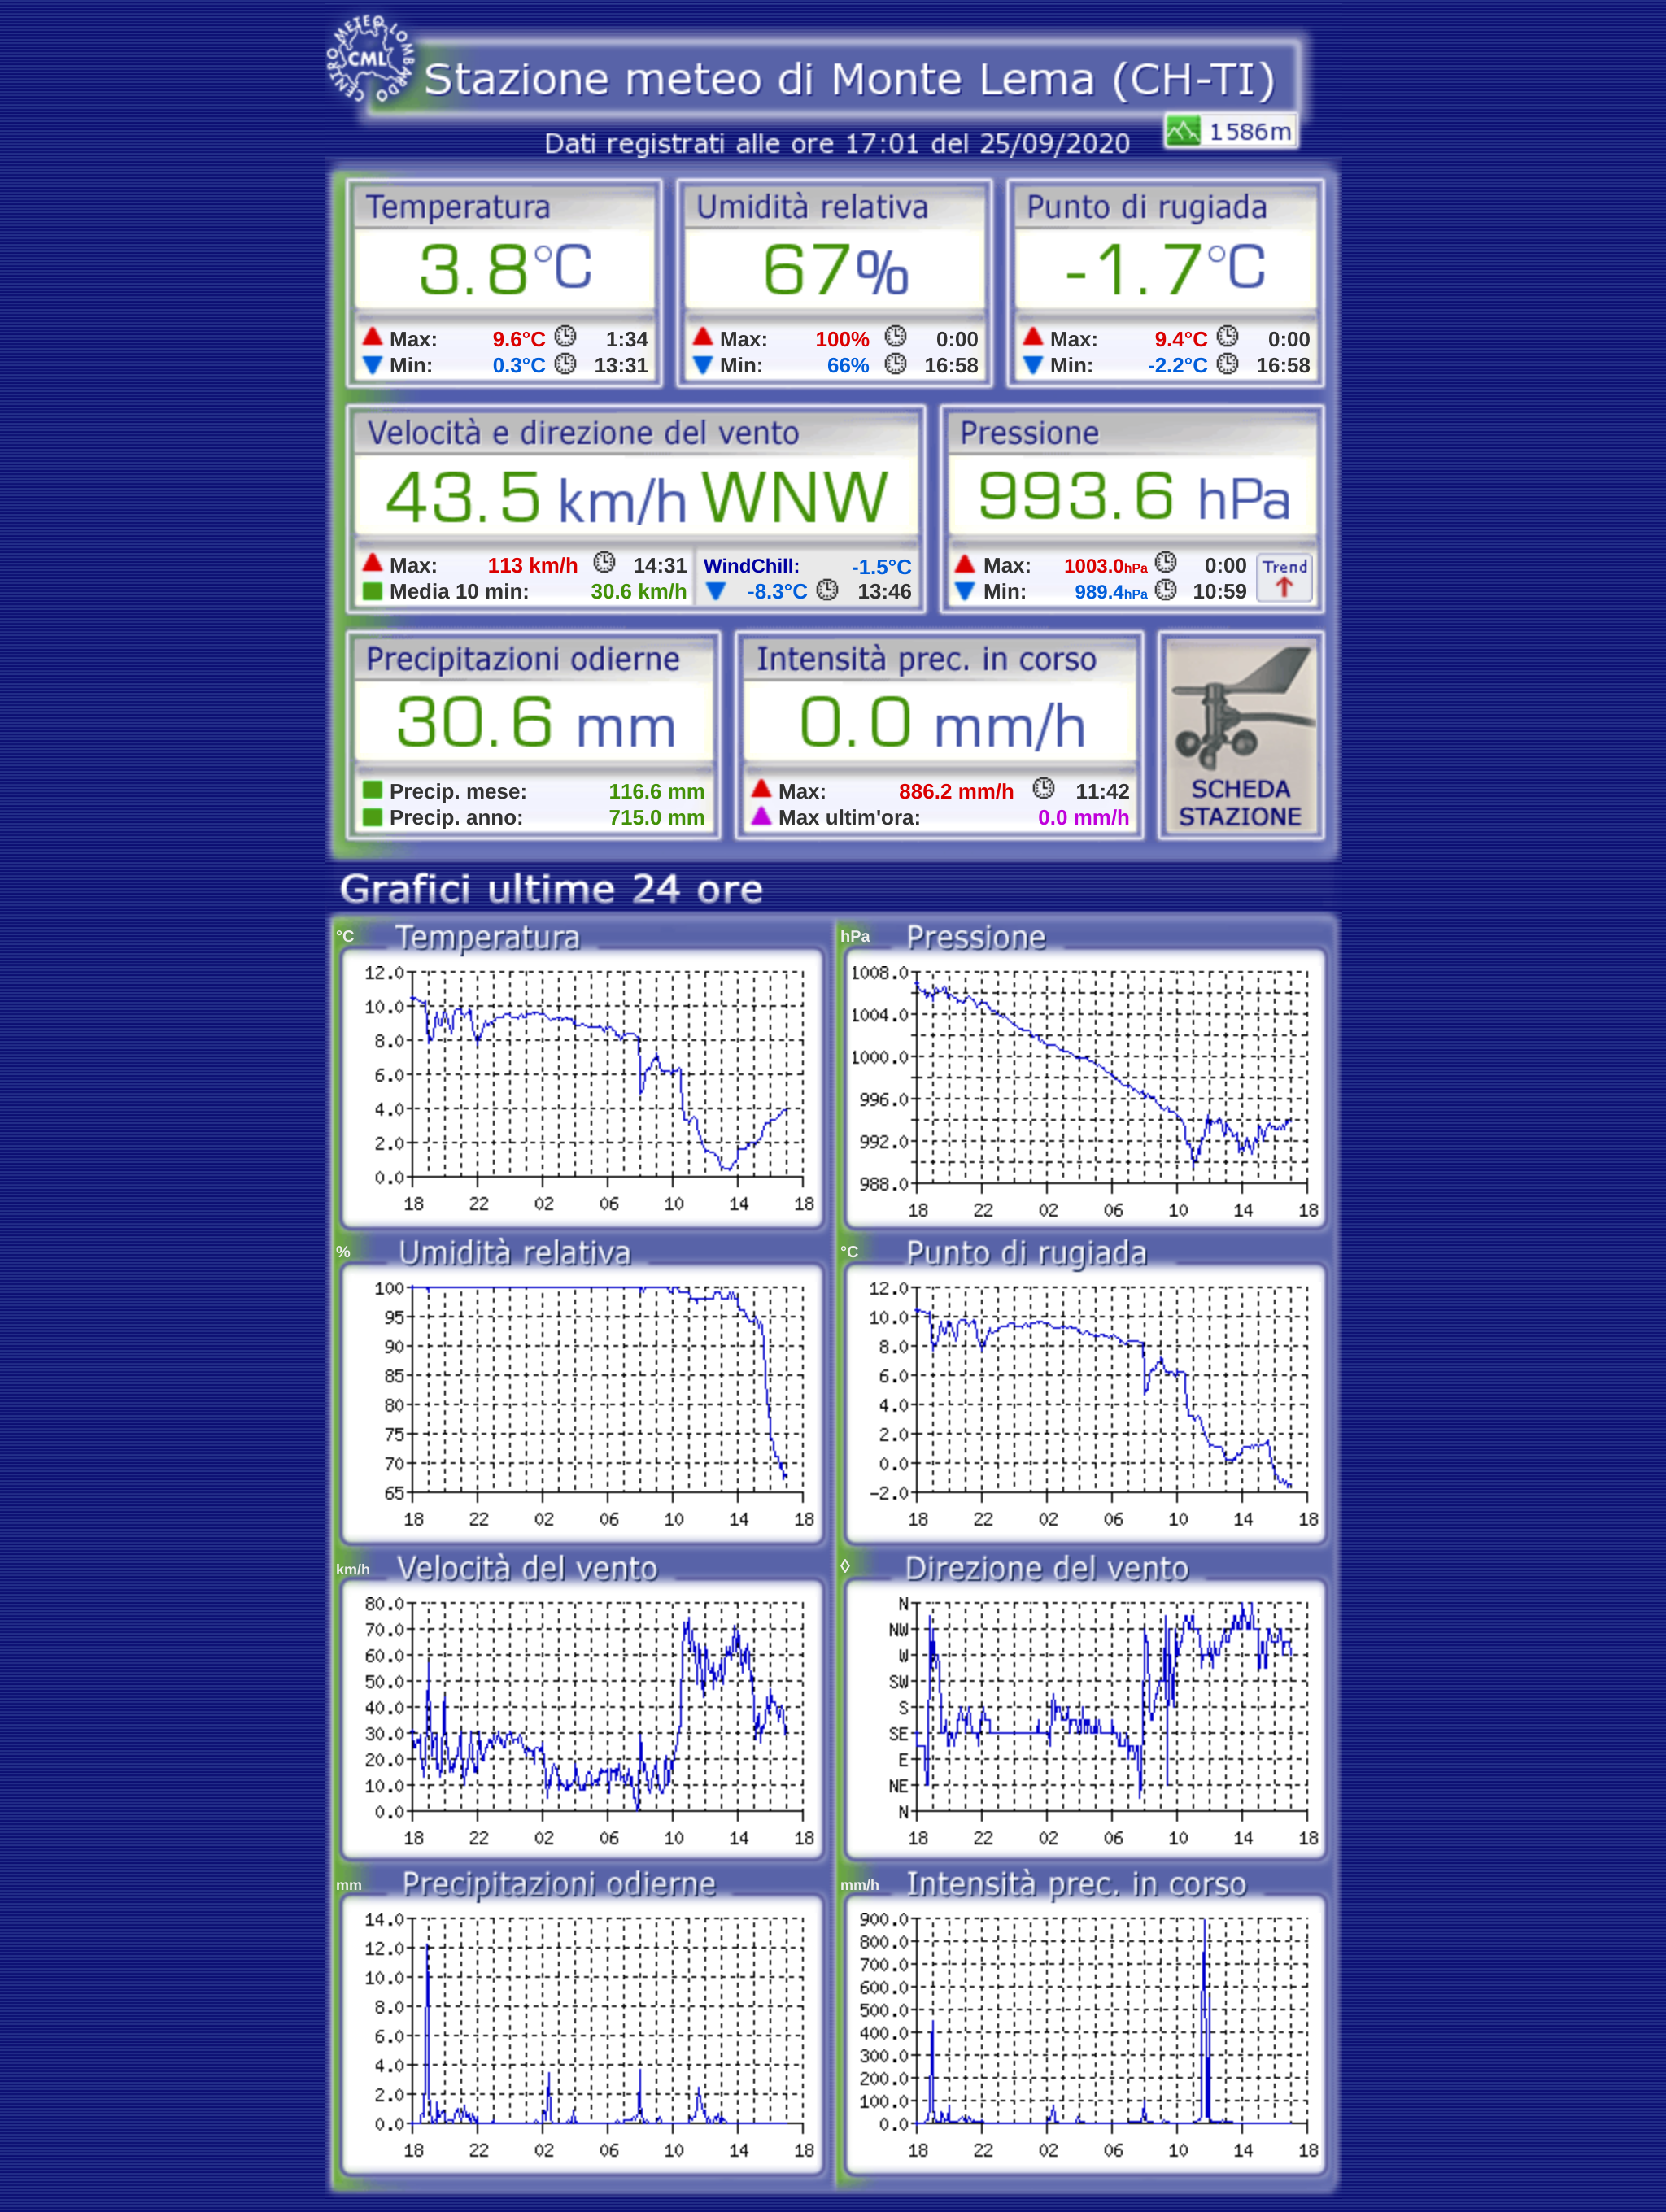 CENTRO METEO LOMBARDO
CML
Stazione meteo di Monte Lema (CH-TI)
Dati registrati alle ore 17:01 del 25/09/2020
1586m
Temperatura
3.8°C
Max: 9.6°C 1:34
Min: 0.3°C 13:31
Umidità relativa
67%
Max: 100% 0:00
Min: 66% 16:58
Punto di rugiada
-1.7°C
Max: 9.4°C 0:00
Min: -2.2°C 16:58
Velocità e direzione del vento
43.5 km/h WNW
Max: 113 km/h 14:31
Media 10 min: 30.6 km/h
WindChill: -1.5°C
-8.3°C 13:46
Pressione
993.6 hPa
Max: 1003.0hPa 0:00
Min: 989.4hPa 10:59
Trend
Precipitazioni odierne
30.6 mm
Precip. mese: 116.6 mm
Precip. anno: 715.0 mm
Intensità prec. in corso
0.0 mm/h
Max: 886.2 mm/h 11:42
Max ultim'ora: 0.0 mm/h
SCHEDA
STAZIONE
Grafici ultime 24 ore
°C Temperatura
12.0
10.0
8.0
6.0
4.0
2.0
0.0
18 22 02 06 10 14 18
hPa Pressione
1008.0
1004.0
1000.0
996.0
992.0
988.0
18 22 02 06 10 14 18
% Umidità relativa
100
95
90
85
80
75
70
65
18 22 02 06 10 14 18
°C Punto di rugiada
12.0
10.0
8.0
6.0
4.0
2.0
0.0
-2.0
18 22 02 06 10 14 18
km/h Velocità del vento
80.0
70.0
60.0
50.0
40.0
30.0
20.0
10.0
0.0
18 22 02 06 10 14 18
◊ Direzione del vento
N
NW
W
SW
S
SE
E
NE
N
18 22 02 06 10 14 18
mm Precipitazioni odierne
14.0
12.0
10.0
8.0
6.0
4.0
2.0
0.0
18 22 02 06 10 14 18
mm/h Intensità prec. in corso
900.0
800.0
700.0
600.0
500.0
400.0
300.0
200.0
100.0
0.0
18 22 02 06 10 14 18